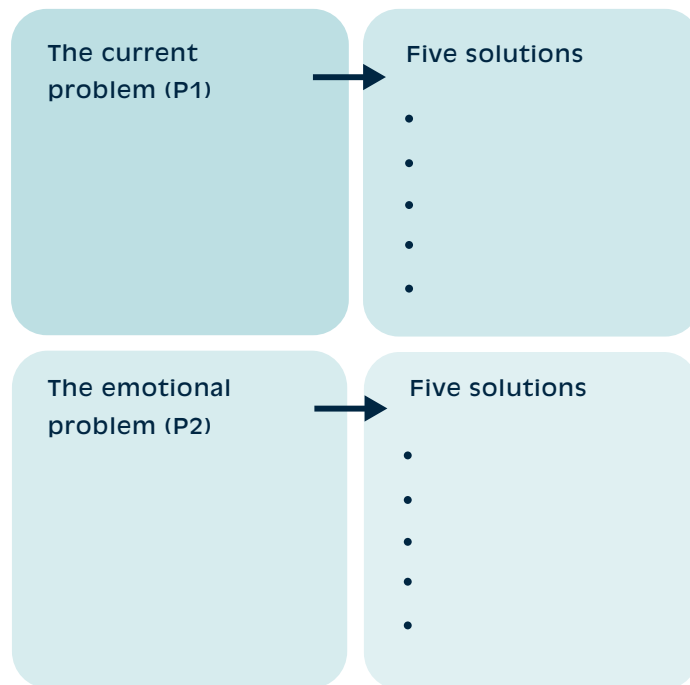 The current
problem (P1)
Five solutions
•
•
•
•
•
The emotional
problem (P2)
Five solutions
•
•
•
•
•